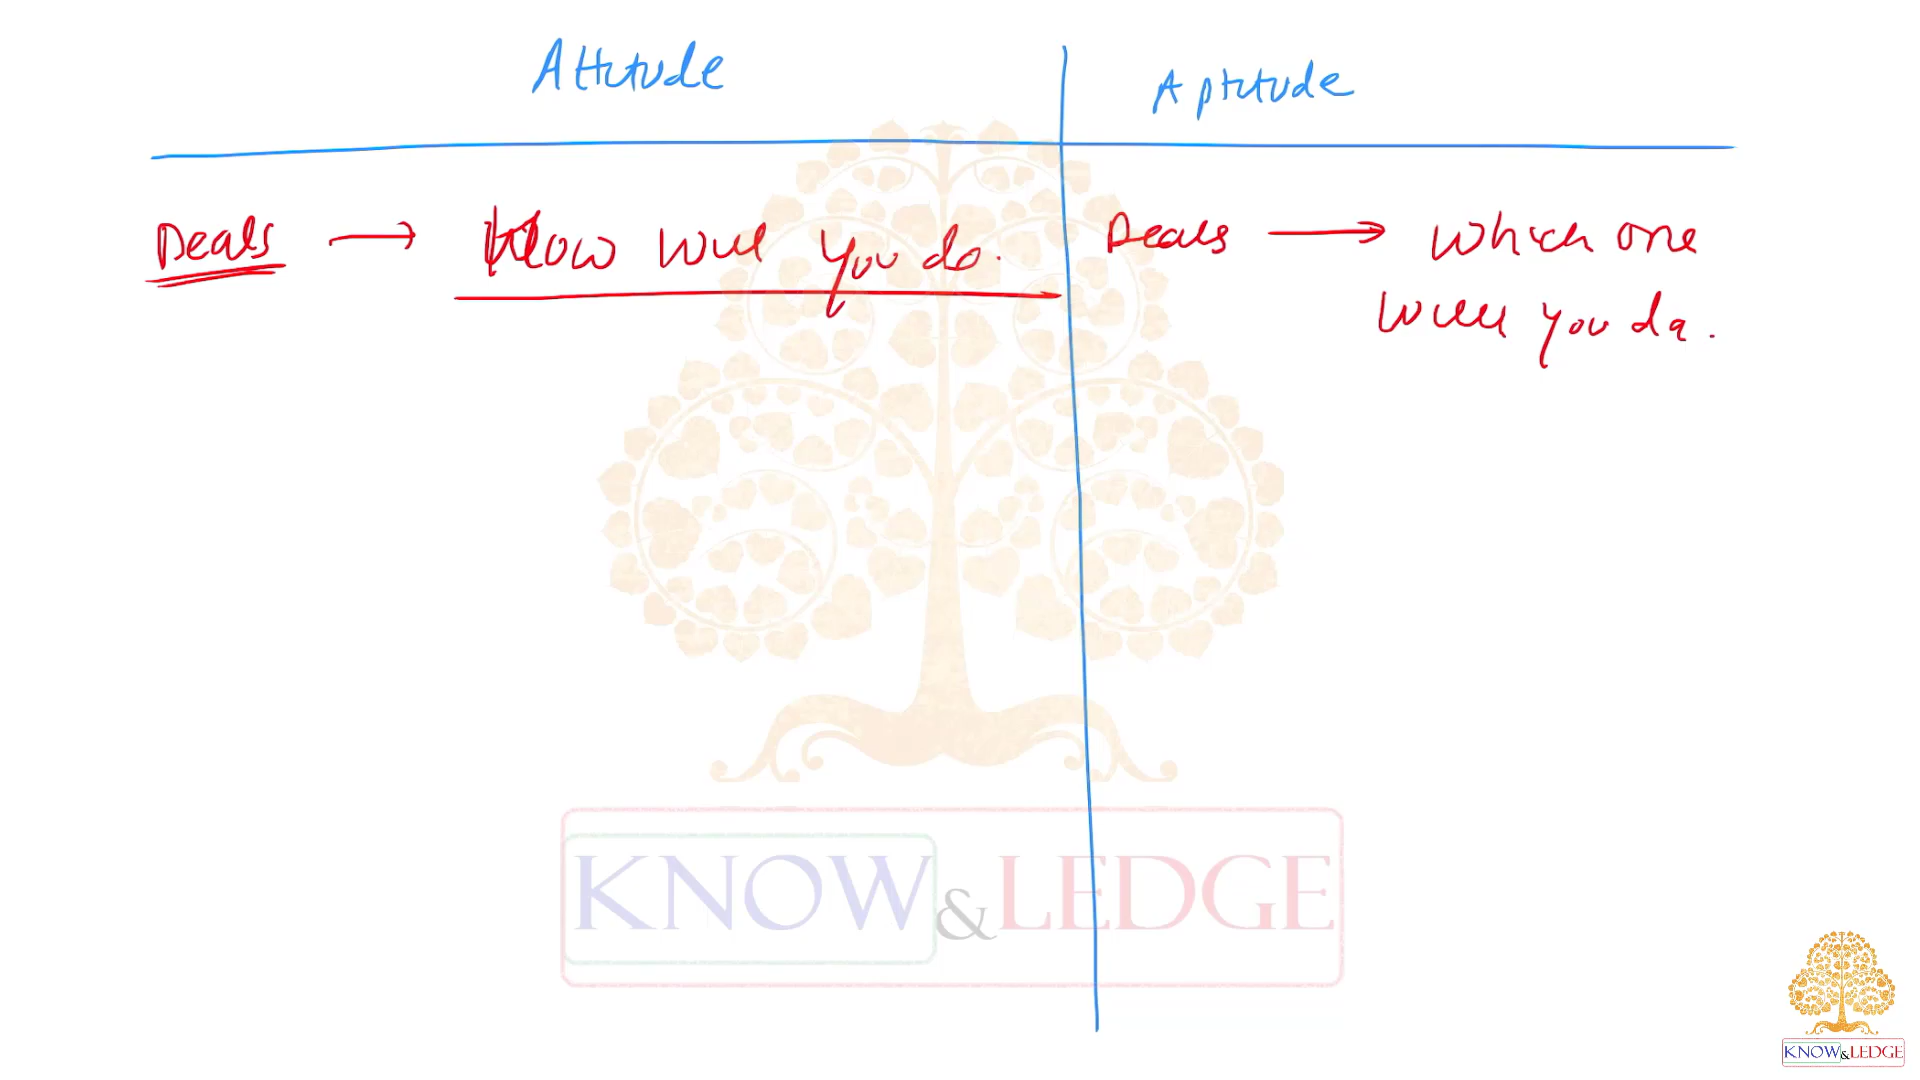 Attitude
Aptitude
Deals → How will you do.
Deals → Which one
will you do.
KNOW&LEDGE
KNOW&LEDGE